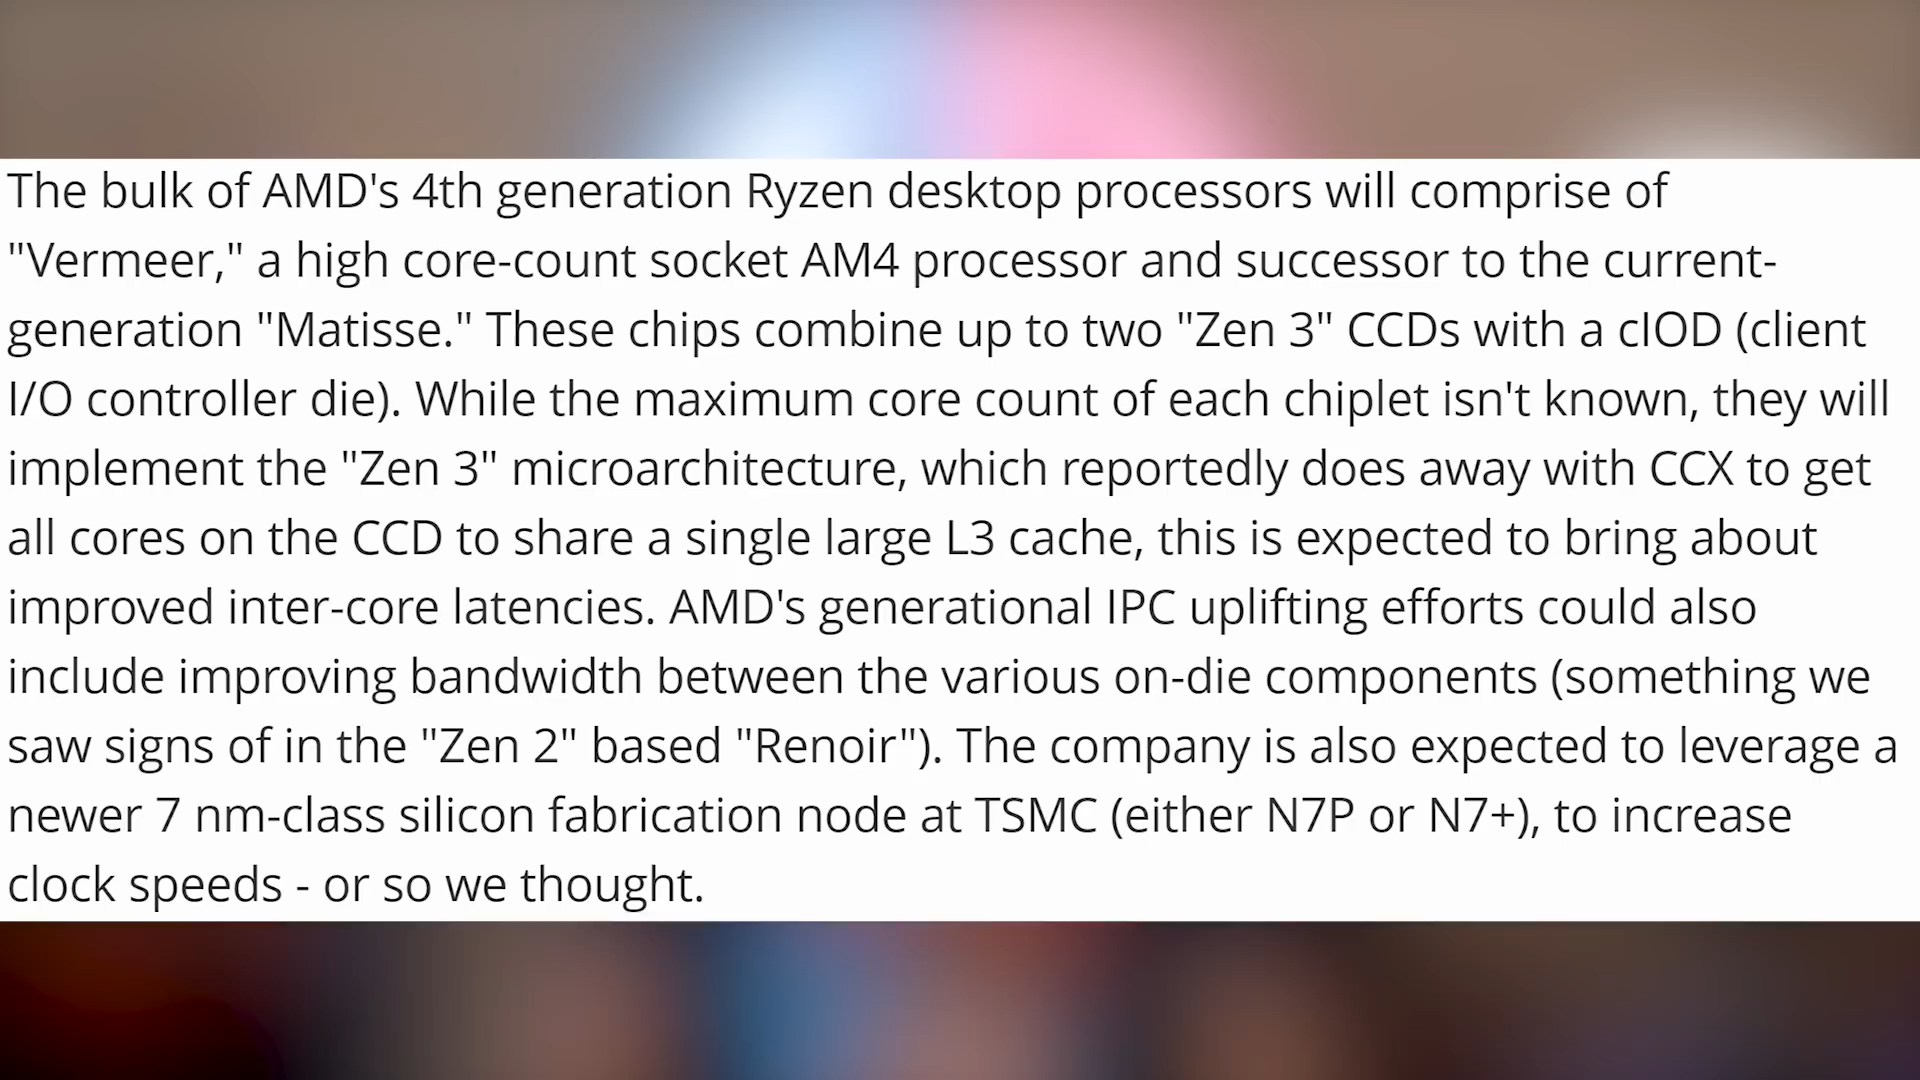 The bulk of AMD's 4th generation Ryzen desktop processors will comprise of
"Vermeer," a high core-count socket AM4 processor and successor to the current-
generation "Matisse." These chips combine up to two "Zen 3" CCDs with a cIOD (client
I/O controller die). While the maximum core count of each chiplet isn't known, they will
implement the "Zen 3" microarchitecture, which reportedly does away with CCX to get
all cores on the CCD to share a single large L3 cache, this is expected to bring about
improved inter-core latencies. AMD's generational IPC uplifting efforts could also
include improving bandwidth between the various on-die components (something we
saw signs of in the "Zen 2" based "Renoir"). The company is also expected to leverage a
newer 7 nm-class silicon fabrication node at TSMC (either N7P or N7+), to increase
clock speeds - or so we thought.